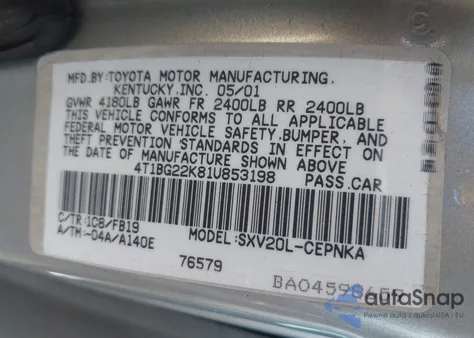 MFD.BY:TOYOTA MOTOR MANUFACTURING,
KENTUCKY,INC. 05/01
GVWR 4180LB GAWR FR 2400LB RR 2400LB
THIS VEHICLE CONFORMS TO ALL APPLICABLE
FEDERAL MOTOR VEHICLE SAFETY,BUMPER, AND
THEFT PREVENTION STANDARDS IN EFFECT ON
THE DATE OF MANUFACTURE SHOWN ABOVE
4T1BG22K81U853198 PASS.CAR
C/TR:1C8/FB19
A/TM:-04A/A140E MODEL:SXV20L-CEPNKA
76579
autoSnap